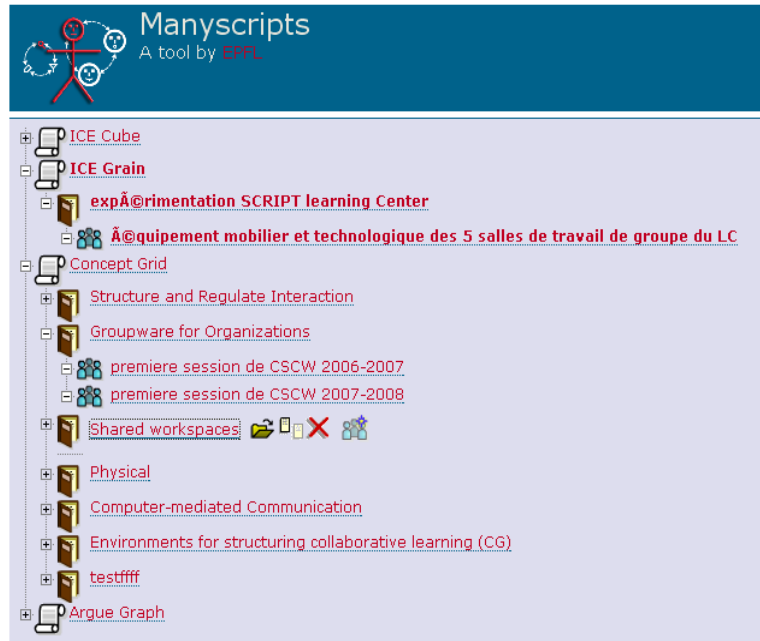 Manyscripts
A tool by EPFL
ICE Cube
ICE Grain
expÃ©rimentation SCRIPT learning Center
Ã©quipement mobilier et technologique des 5 salles de travail de groupe du LC
Concept Grid
Structure and Regulate Interaction
Groupware for Organizations
premiere session de CSCW 2006-2007
premiere session de CSCW 2007-2008
Shared workspaces
Physical
Computer-mediated Communication
Environments for structuring collaborative learning (CG)
testffff
Argue Graph